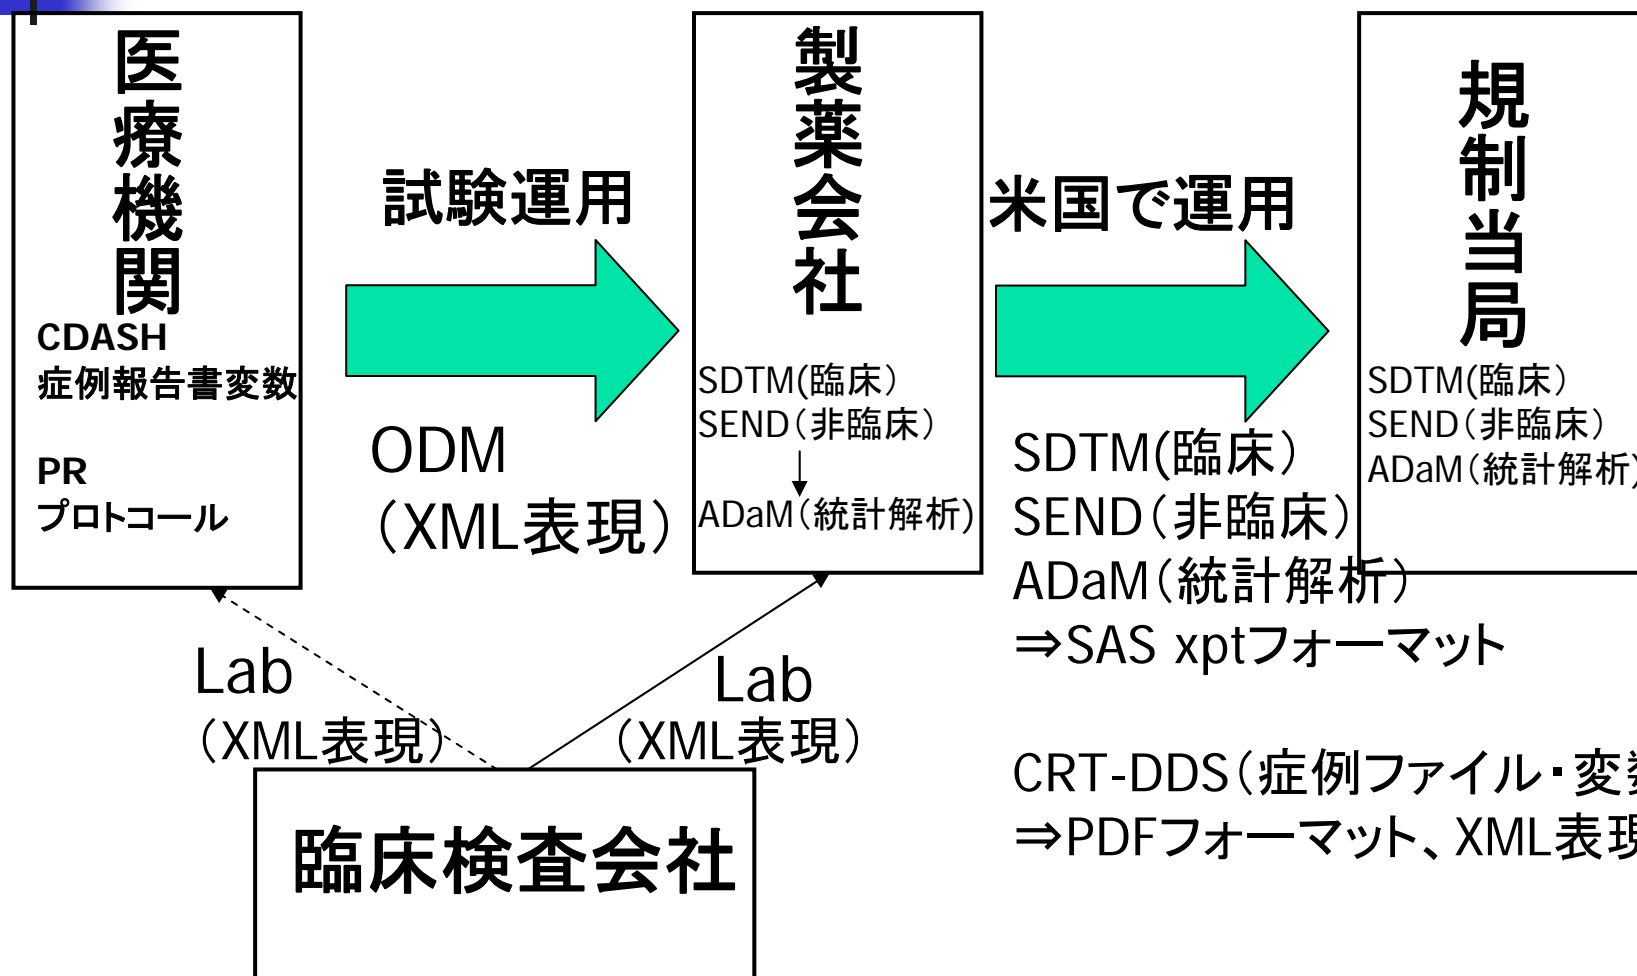 医療機関
CDASH
症例報告書変数
PR
プロトコール
試験運用
ODM
（XML表現）
製薬会社
SDTM(臨床）
SEND（非臨床）
ADaM（統計解析）
米国で運用
SDTM(臨床）
SEND（非臨床）
ADaM（統計解析）
⇒SAS xptフォーマット
CRT-DDS（症例ファイル・変数
⇒PDFフォーマット、XML表現
規制当局
SDTM(臨床）
SEND（非臨床）
ADaM（統計解析）
Lab
（XML表現）
Lab
（XML表現）
臨床検査会社